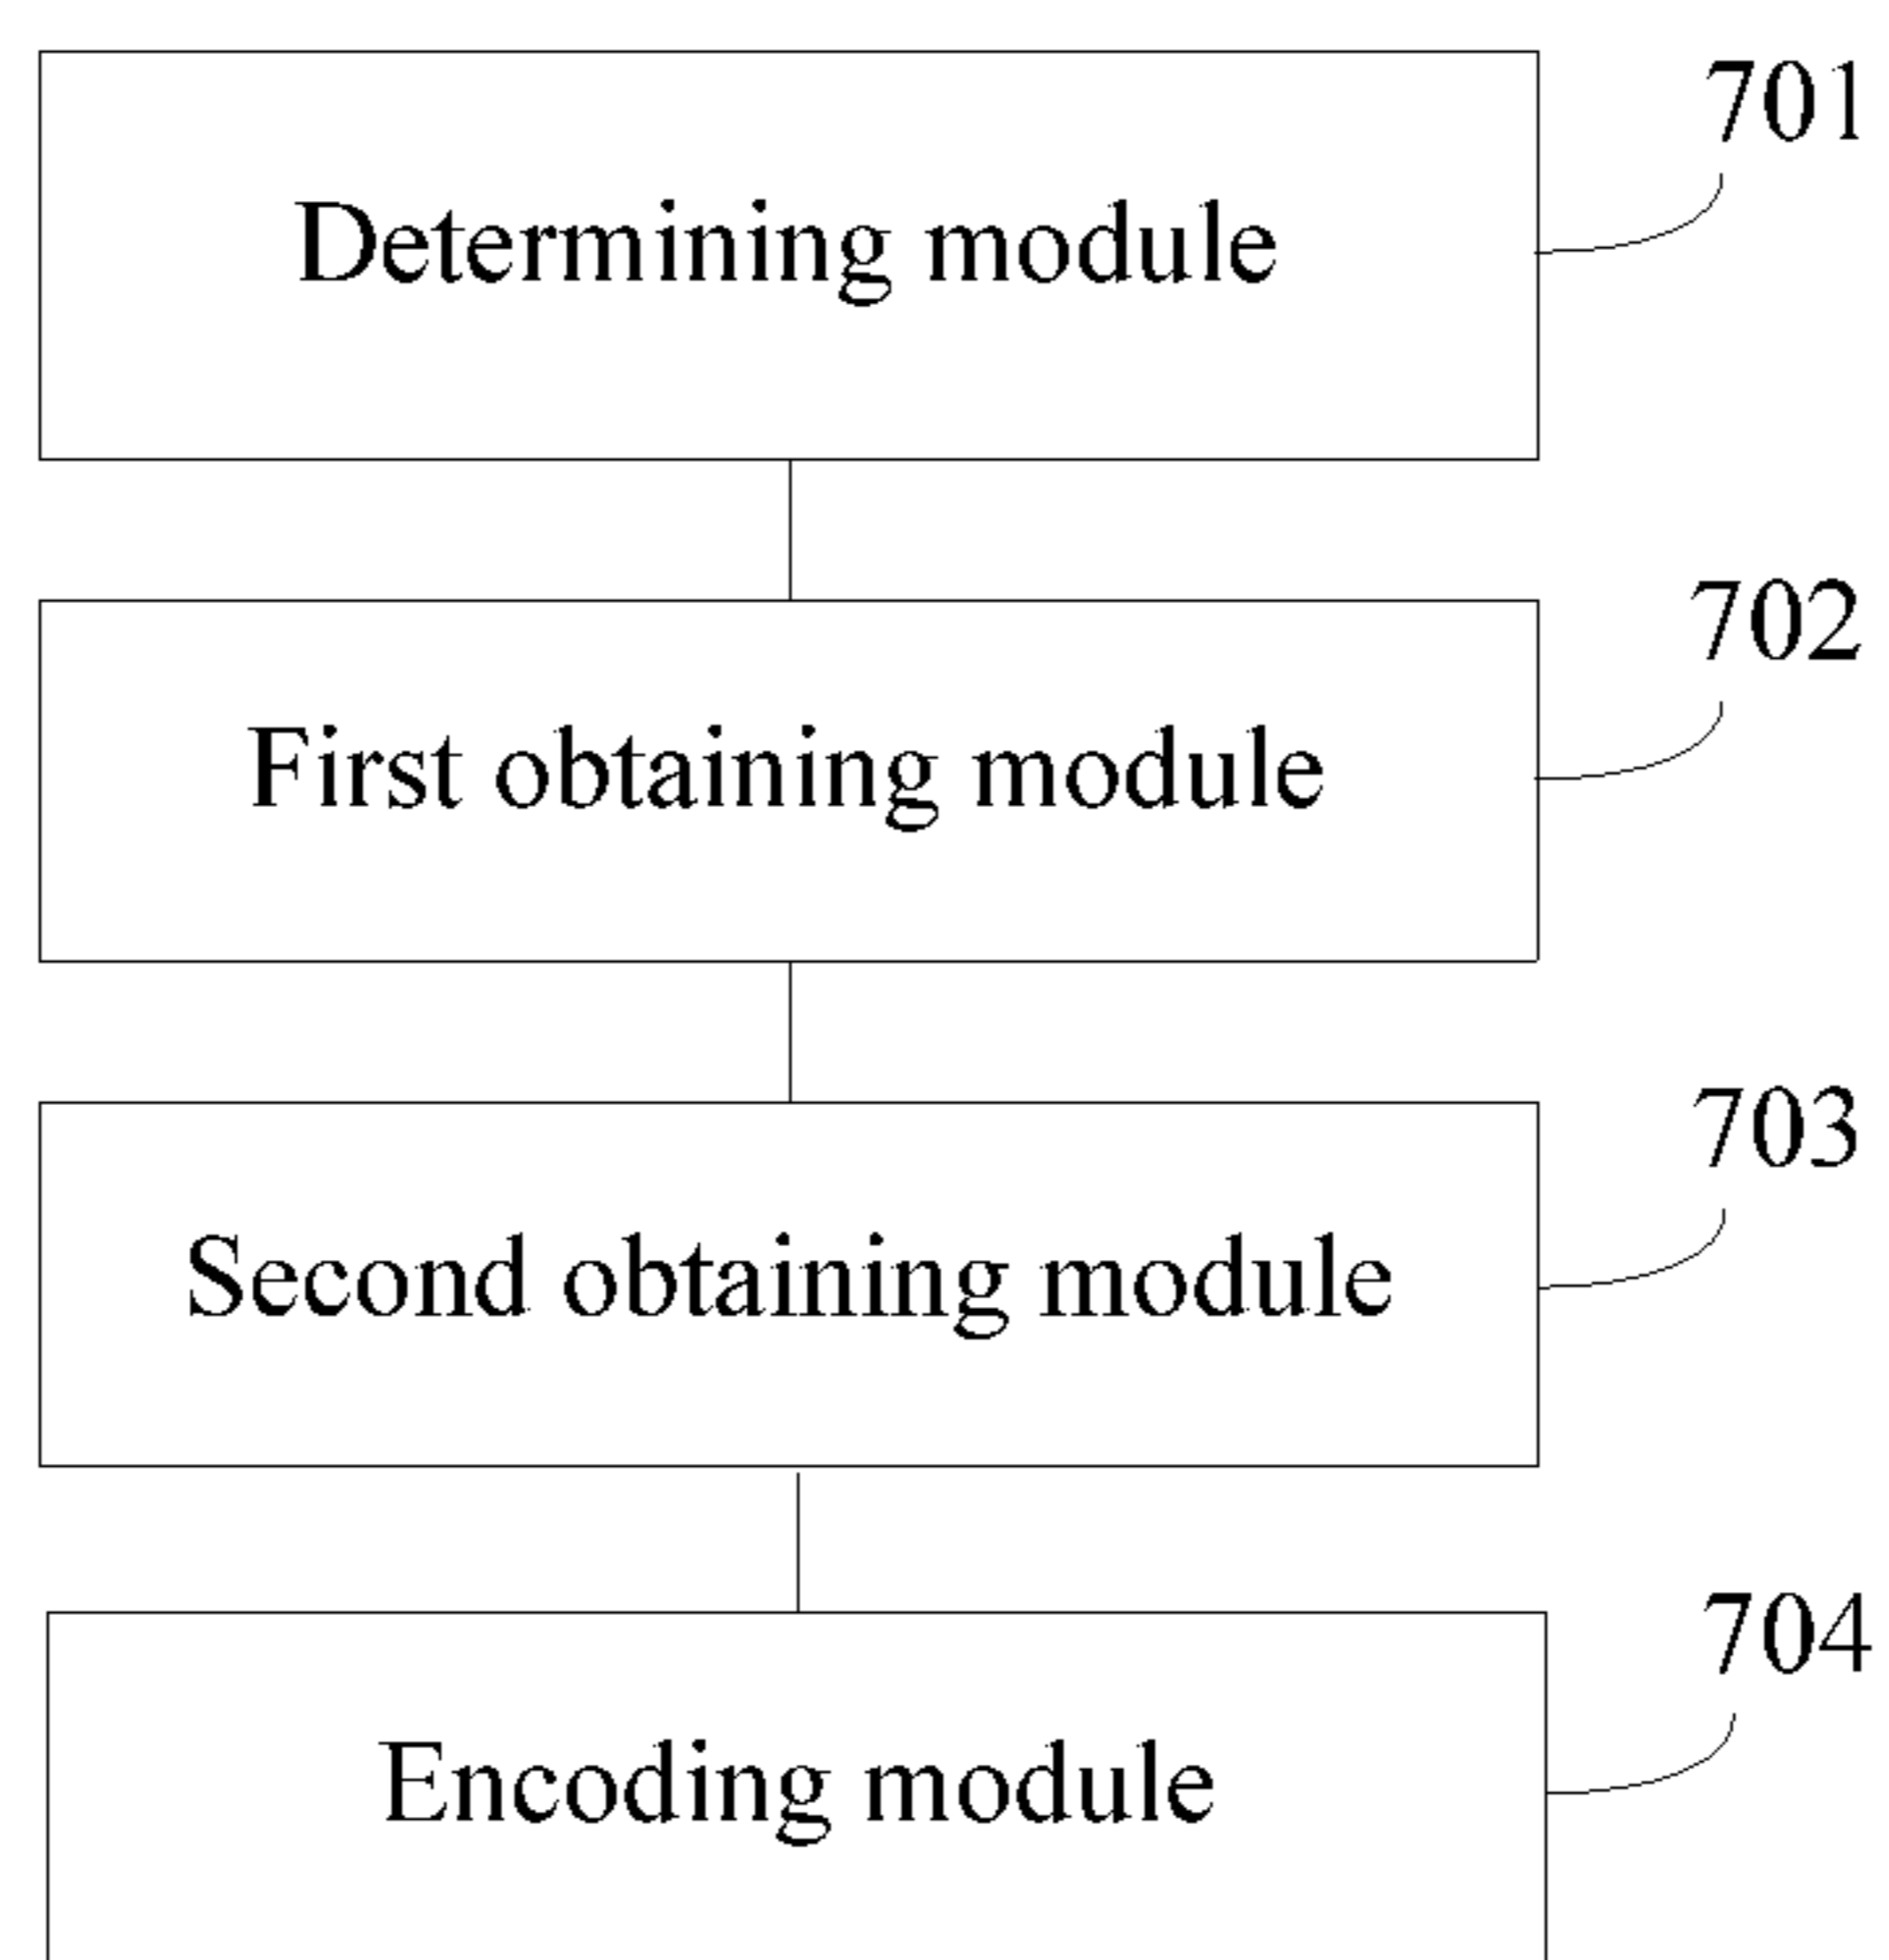 701
Determining module
702
First obtaining module
703
Second obtaining module
704
Encoding module